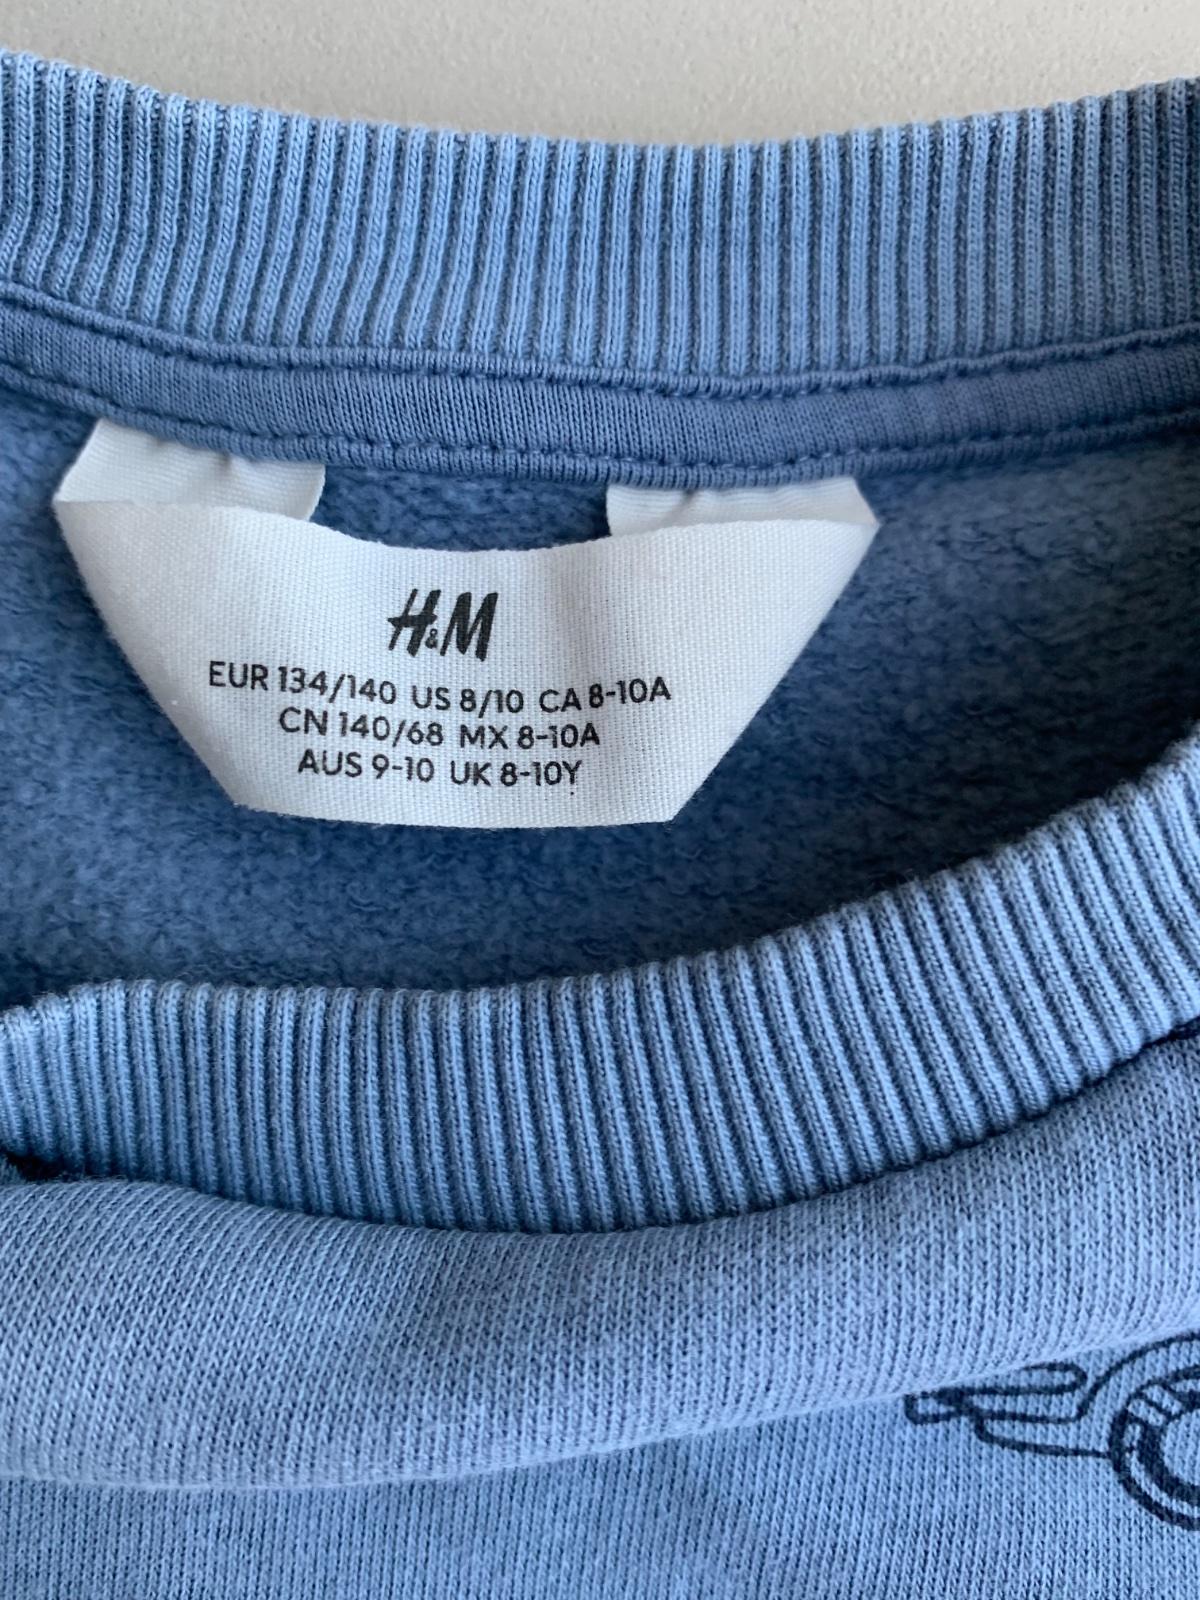 H&M
EUR 134/140 US 8/10 CA 8-10A
CN 140/68 MX 8-10A
AUS 9-10 UK 8-10Y